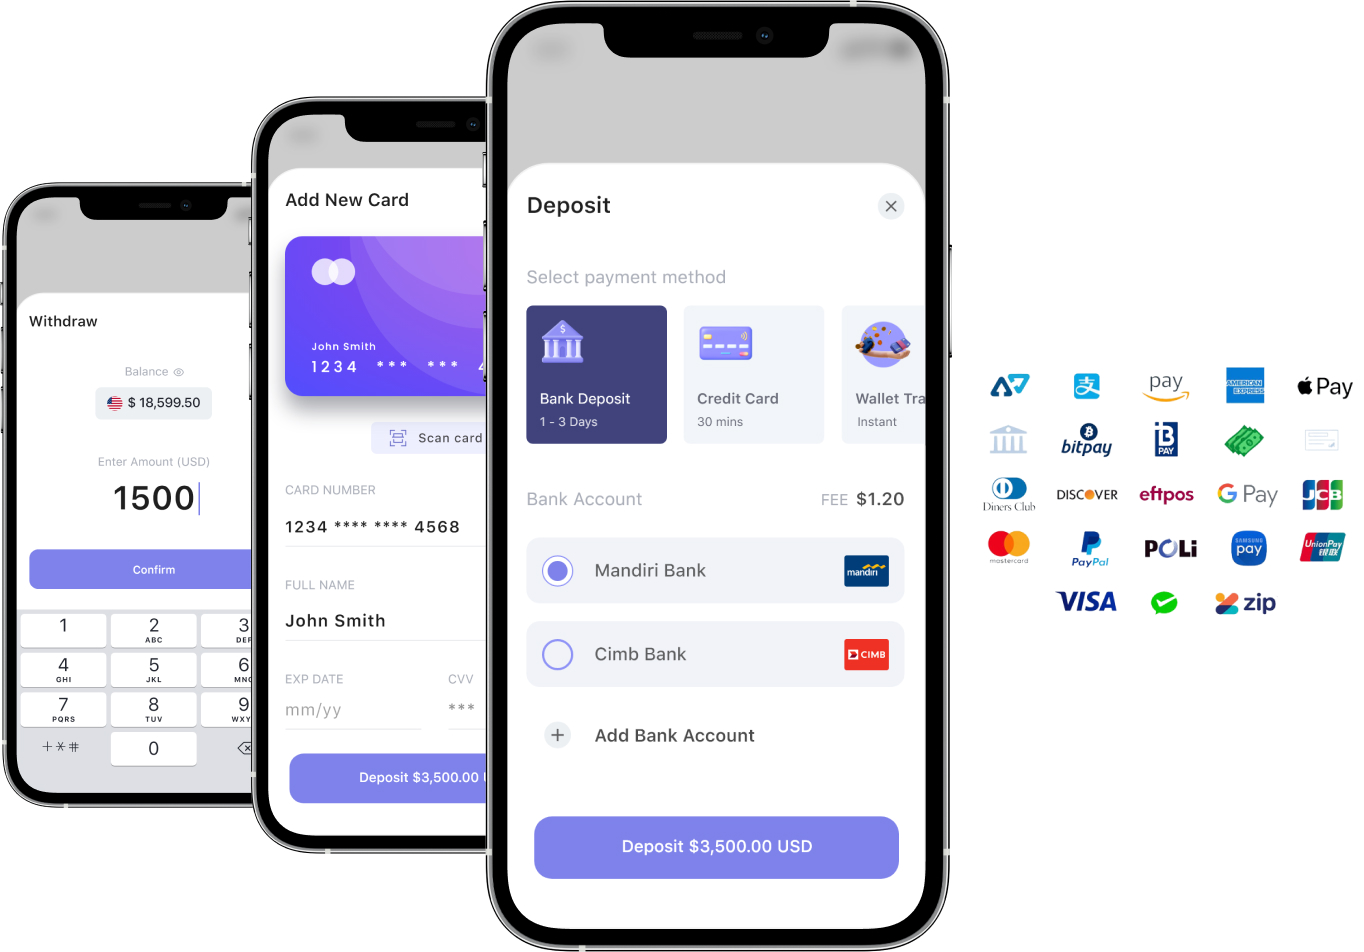 Withdraw
Balance
$ 18,599.50
Enter Amount (USD)
1500
Confirm
1
2
ABC
3
DEF
4
GHI
5
JKL
6
MNO
7
PQRS
8
TUV
9
WXY
+*#
0
Add New Card
John Smith
1234 *** *** 4
Scan card
CARD NUMBER
1234 **** **** 4568
FULL NAME
John Smith
EXP DATE
CVV
mm/yy
***
Deposit $3,500.00 U
Deposit
Select payment method
$
Bank Deposit
1 - 3 Days
Credit Card
30 mins
Wallet Tra
Instant
Bank Account
FEE $1.20
Mandiri Bank
mandiri
Cimb Bank
CIMB
+ Add Bank Account
Deposit $3,500.00 USD
支
pay
AMERICAN EXPRESS
Pay
bitpay
B PAY
Diners Club
DISCOVER
eftpos
G Pay
JCB
mastercard
PayPal
POLi
SAMSUNG pay
UnionPay
银联
VISA
zip